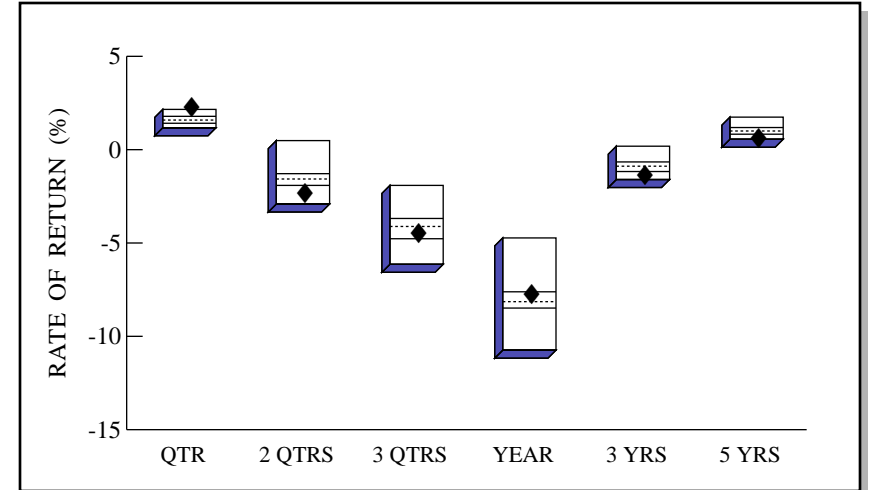 RATE OF RETURN (%)
5
0
-5
-10
-15
QTR 2 QTRS 3 QTRS YEAR 3 YRS 5 YRS